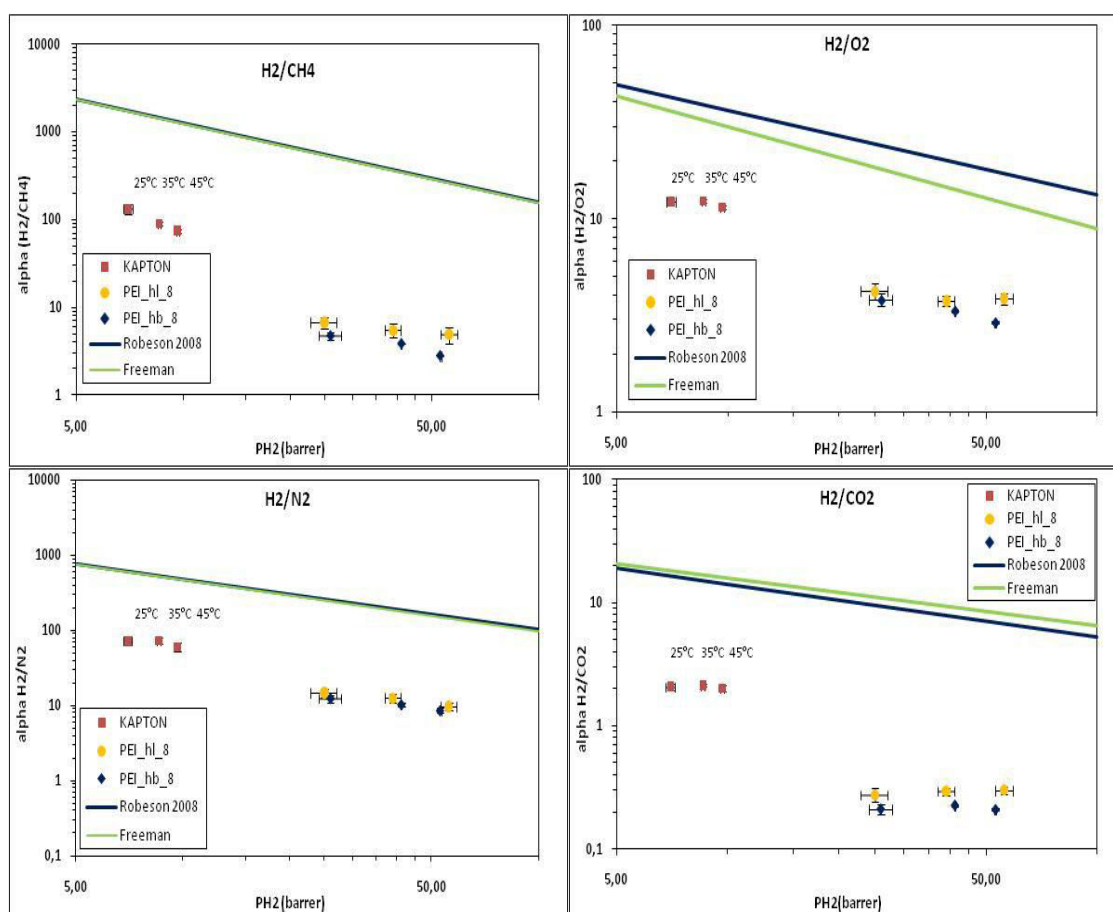 H2/CH4
10000
1000
100
10
1
alpha (H2/CH4)
25ºC 35ºC 45ºC
KAPTON
PEI_hl_8
PEI_hb_8
Robeson 2008
Freeman
5,00 50,00
PH2 (barrer)
H2/O2
100
10
1
alpha (H2/O2)
25ºC 35ºC 45ºC
KAPTON
PEI_hl_8
PEI_hb_8
Robeson 2008
Freeman
5,00 50,00
PH2 (barrer)
H2/N2
10000
1000
100
10
1
0,1
alpha H2/N2
25ºC 35ºC 45ºC
KAPTON
PEI_hl_8
PEI_hb_8
Robeson 2008
Freeman
5,00 50,00
PH2 (barrer)
H2/CO2
100
10
1
0,1
alpha H2/CO2
KAPTON
PEI_hl_8
PEI_hb_8
Robeson 2008
Freeman
25ºC 35ºC 45ºC
5,00 50,00
PH2 (barrer)